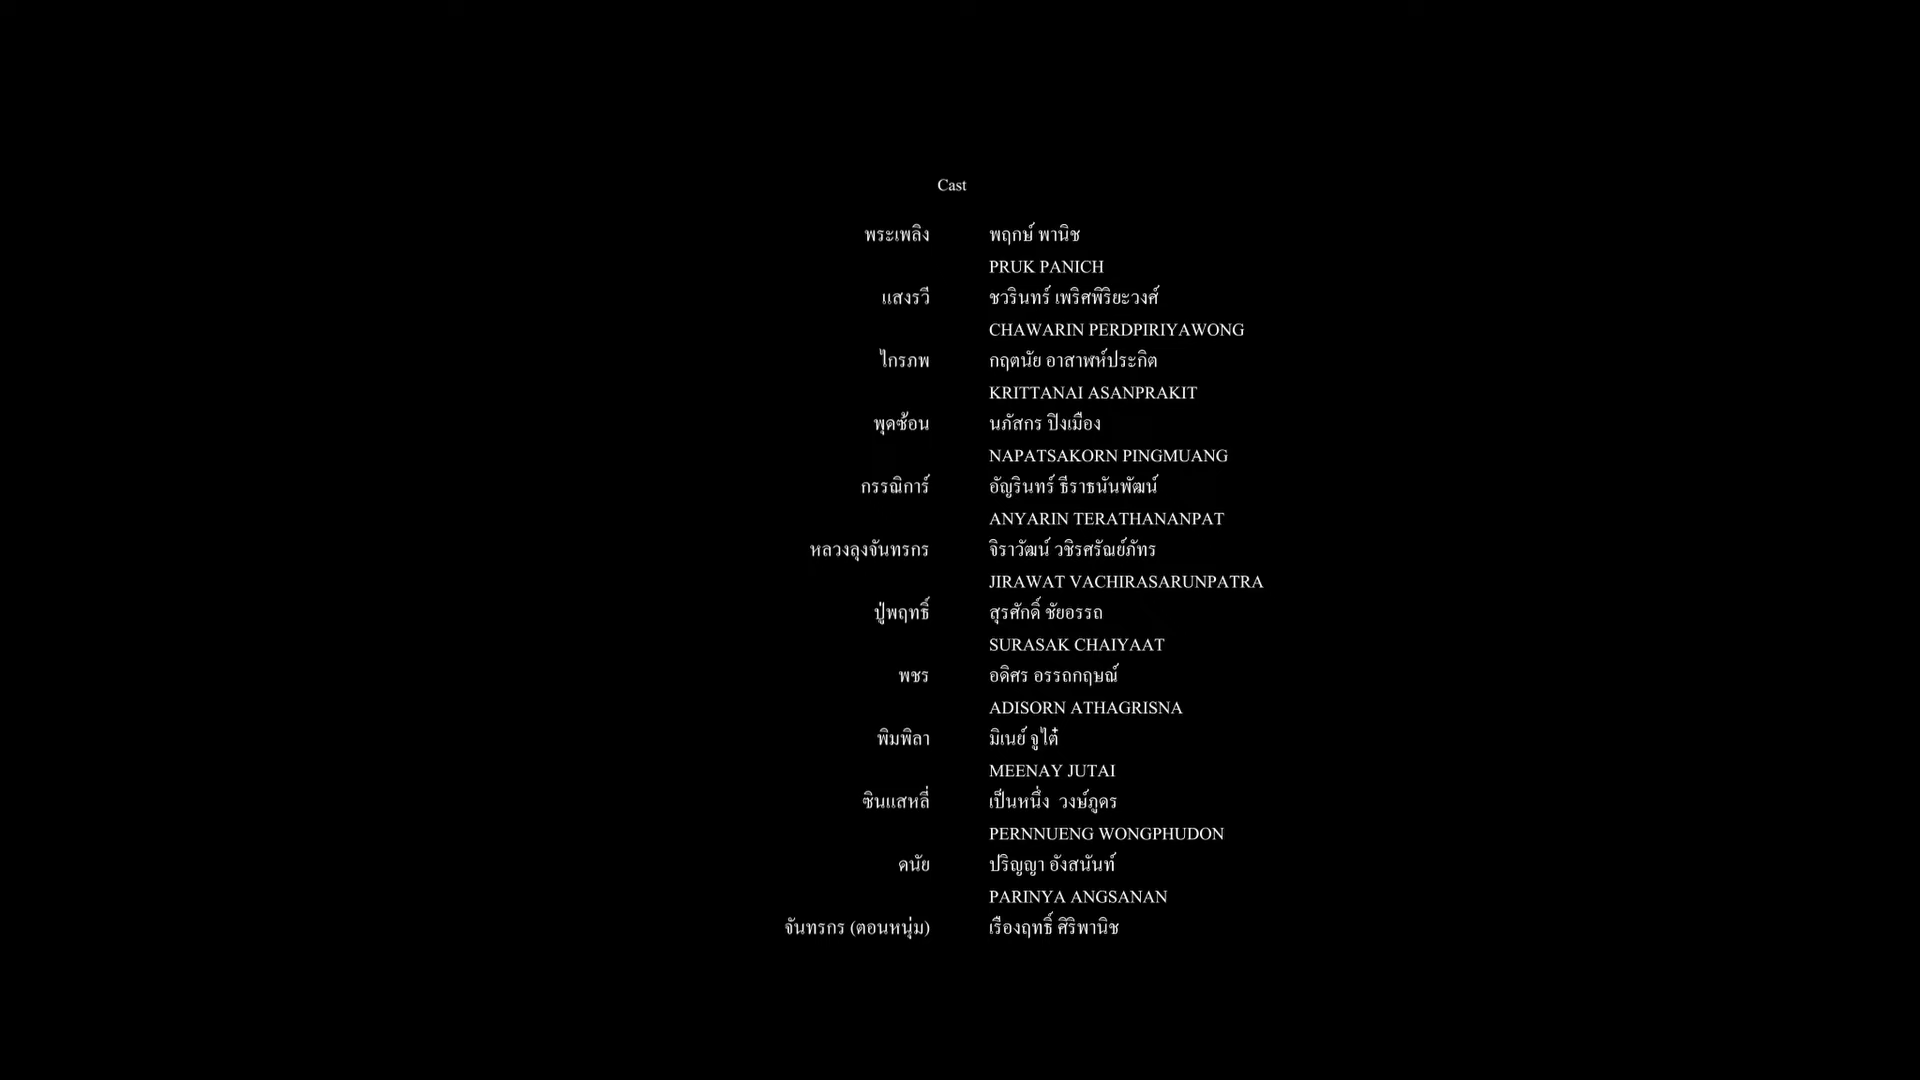 Cast
พระเพลิง พฤกษ์ พานิช
PRUK PANICH
แสงรวี ชวรินทร์ เพริศพิริยะวงศ์
CHAWARIN PERDPIRIYAWONG
ไกรภพ กฤตนัย อาสาฬห์ประกิต
KRITTANAI ASANPRAKIT
พุดซ้อน นภัสกร ปิงเมือง
NAPATSAKORN PINGMUANG
กรรณิการ์ อัญรินทร์ ธีราธนันพัฒน์
ANYARIN TERATHANANPAT
หลวงลุงจันทรกร จิราวัฒน์ วชิรศรัณย์ภัทร
JIRAWAT VACHIRASARUNPATRA
ปู่พฤทธิ์ สุรศักดิ์ ชัยอรรถ
SURASAK CHAIYAAT
พชร อดิศร อรรถกฤษณ์
ADISORN ATHAGRISNA
พิมพิลา มิเนย์ จูไต๋
MEENAY JUTAI
ซินแสหลี่ เป็นหนึ่ง วงษ์ภูดร
PERNNUENG WONGPHUDON
ดนัย ปริญญา อังสนันท์
PARINYA ANGSANAN
จันทรกร (ตอนหนุ่ม) เรืองฤทธิ์ ศิริพานิช